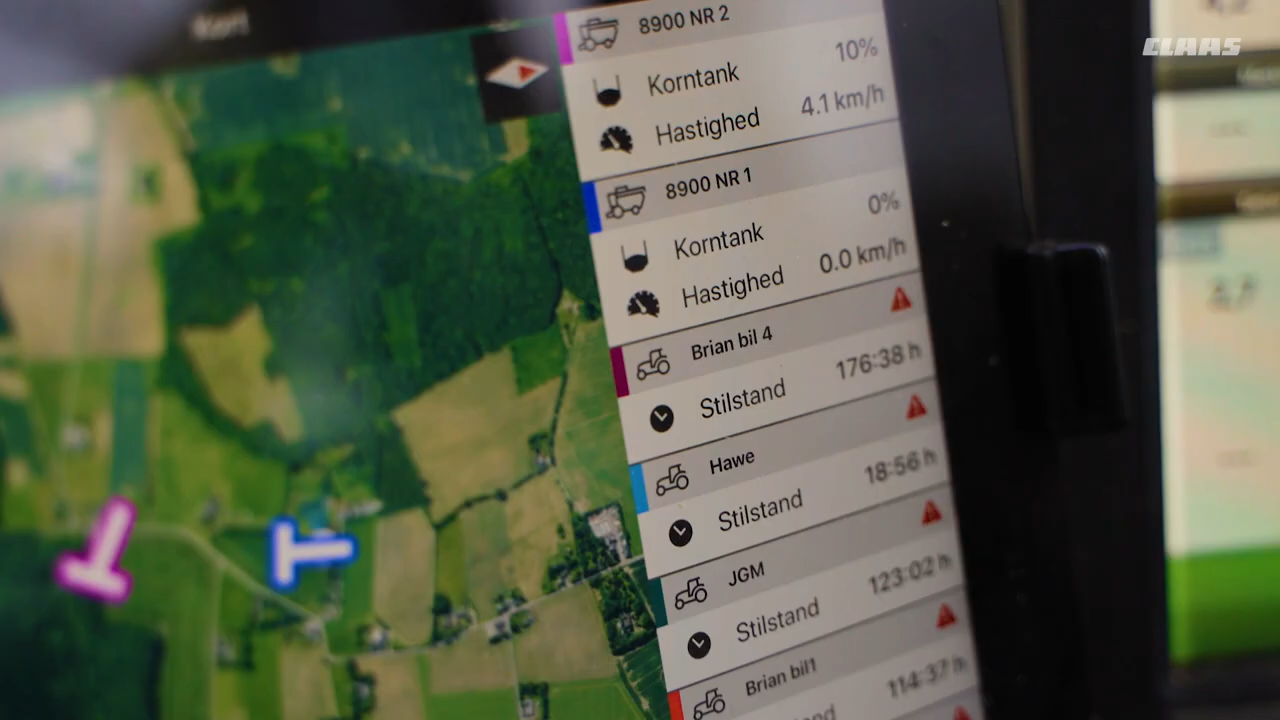 Kort
CLAAS
8900 NR 2
Korntank 10%
Hastighed 4.1 km/h
8900 NR 1
Korntank 0%
Hastighed 0.0 km/h
Brian bil 4
Stilstand 176:38 h
Hawe
Stilstand 18:56 h
JGM
Stilstand 123:02 h
Brian bil1
114:37 h